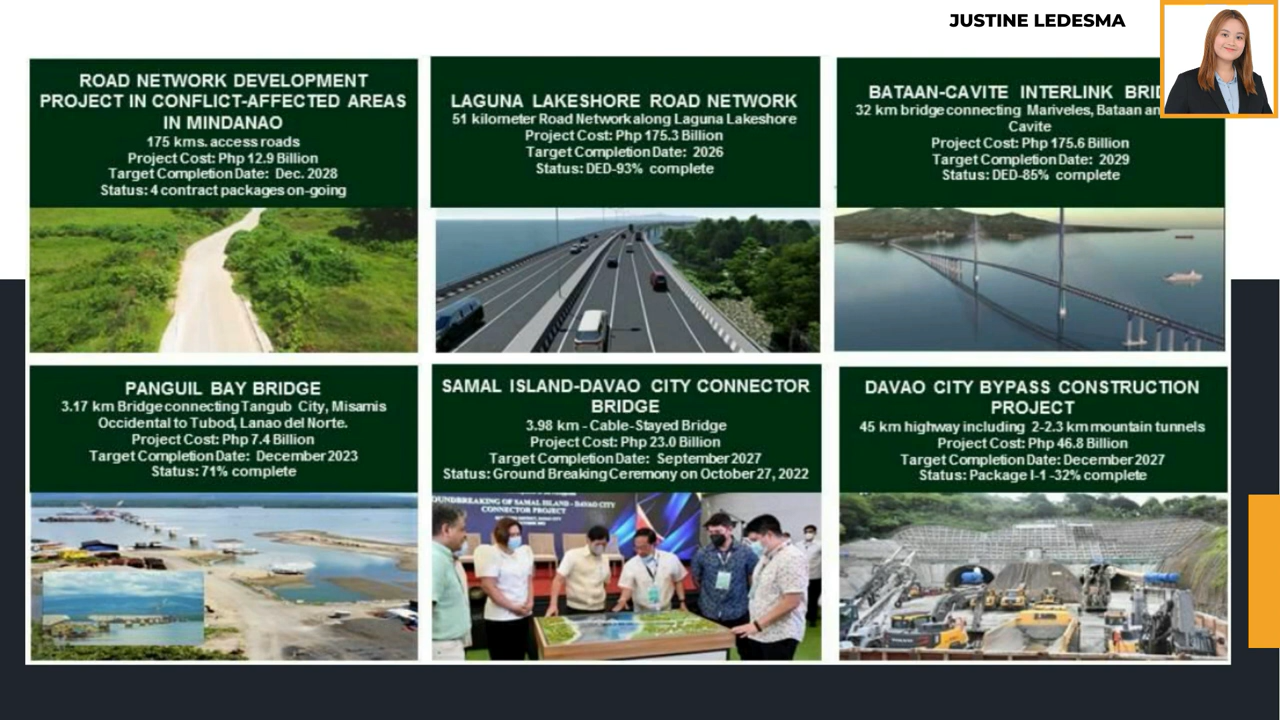 JUSTINE LEDESMA
ROAD NETWORK DEVELOPMENT
PROJECT IN CONFLICT-AFFECTED AREAS
IN MINDANAO
175 kms. access roads
Project Cost: Php 12.9 Billion
Target Completion Date: Dec. 2028
Status: 4 contract packages on-going
LAGUNA LAKESHORE ROAD NETWORK
51 kilometer Road Network along Laguna Lakeshore
Project Cost: Php 175.3 Billion
Target Completion Date: 2026
Status: DED-93% complete
BATAAN-CAVITE INTERLINK
32 km bridge connecting Mariveles, Bataan
Cavite
Project Cost: Php 175.6 Billion
Target Completion Date: 2029
Status: DED-85% complete
PANGUIL BAY BRIDGE
3.17 km Bridge connecting Tangub City, Misamis
Occidental to Tubod, Lanao del Norte.
Project Cost: Php 7.4 Billion
Target Completion Date: December 2023
Status: 71% complete
SAMAL ISLAND-DAVAO CITY CONNECTOR
BRIDGE
3.98 km - Cable-Stayed Bridge
Project Cost: Php 23.0 Billion
Target Completion Date: September 2027
Status: Ground Breaking Ceremony on October 27, 2022
OF SAMAL ISLAND - DAVAO CITY
CONNECTOR PROJECT
DAVAO CITY BYPASS CONSTRUCTION
PROJECT
45 km highway including 2-2.3 km mountain tunnels
Project Cost: Php 46.8 Billion
Target Completion Date: December 2027
Status: Package I-1 -32% complete